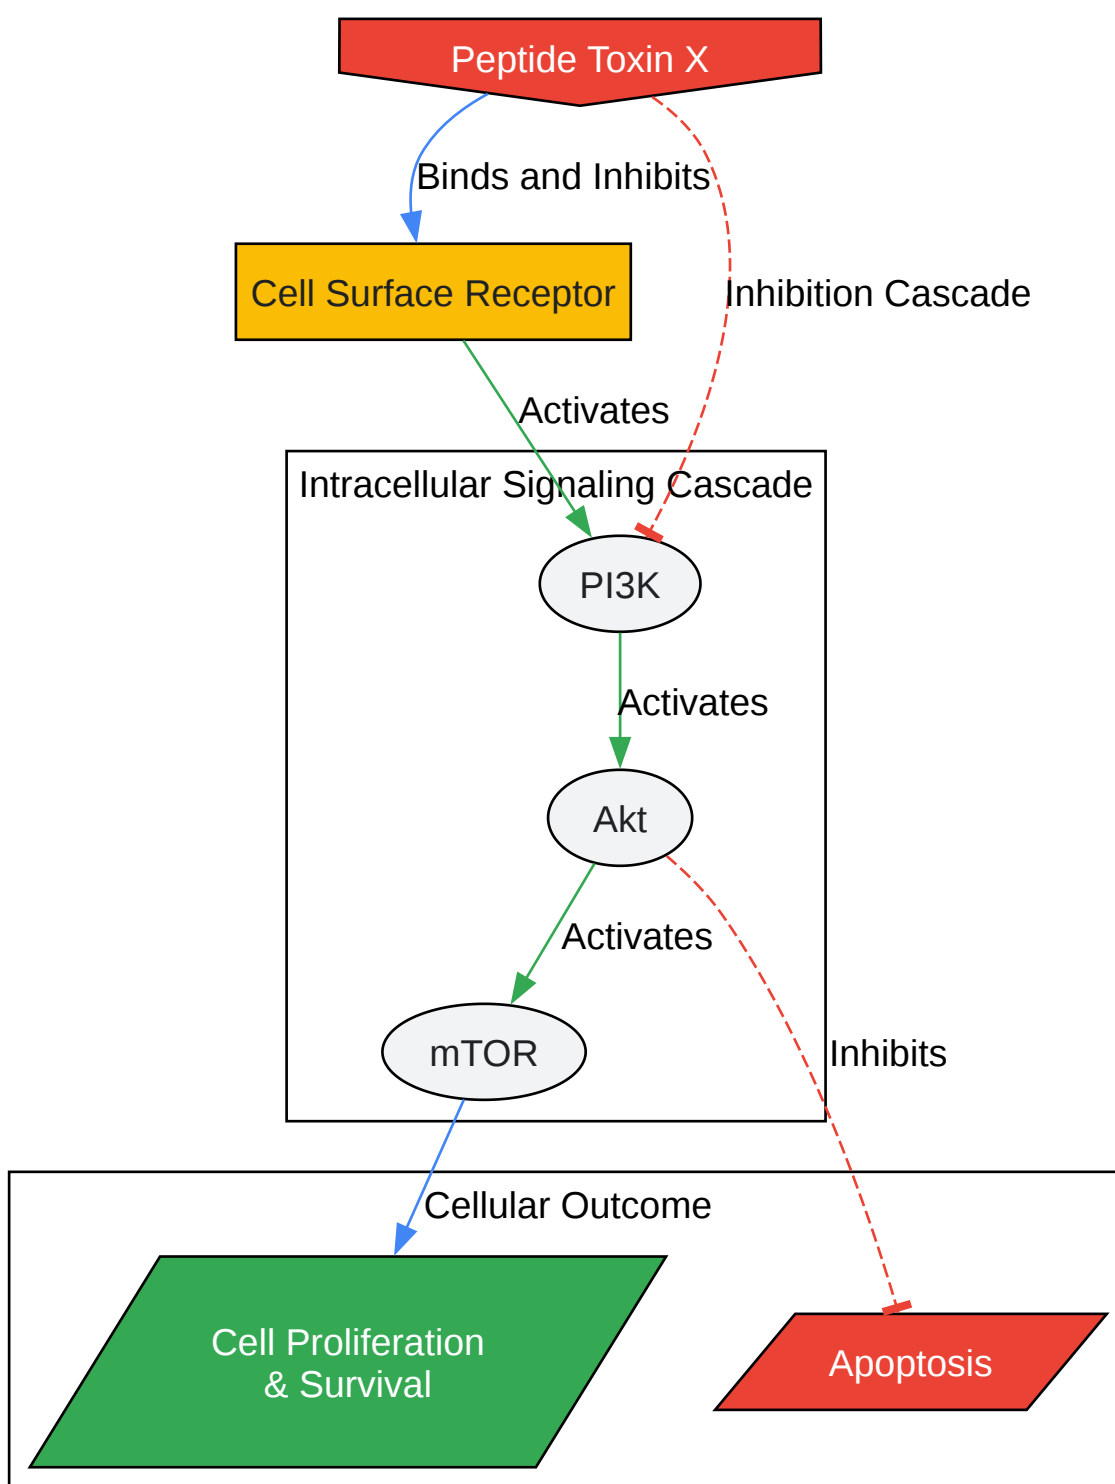 Peptide Toxin X
Binds and Inhibits
Cell Surface Receptor
Inhibition Cascade
Activates
Intracellular Signaling Cascade
PI3K
Activates
Akt
Activates
mTOR
Inhibits
Cellular Outcome
Cell Proliferation
& Survival
Apoptosis